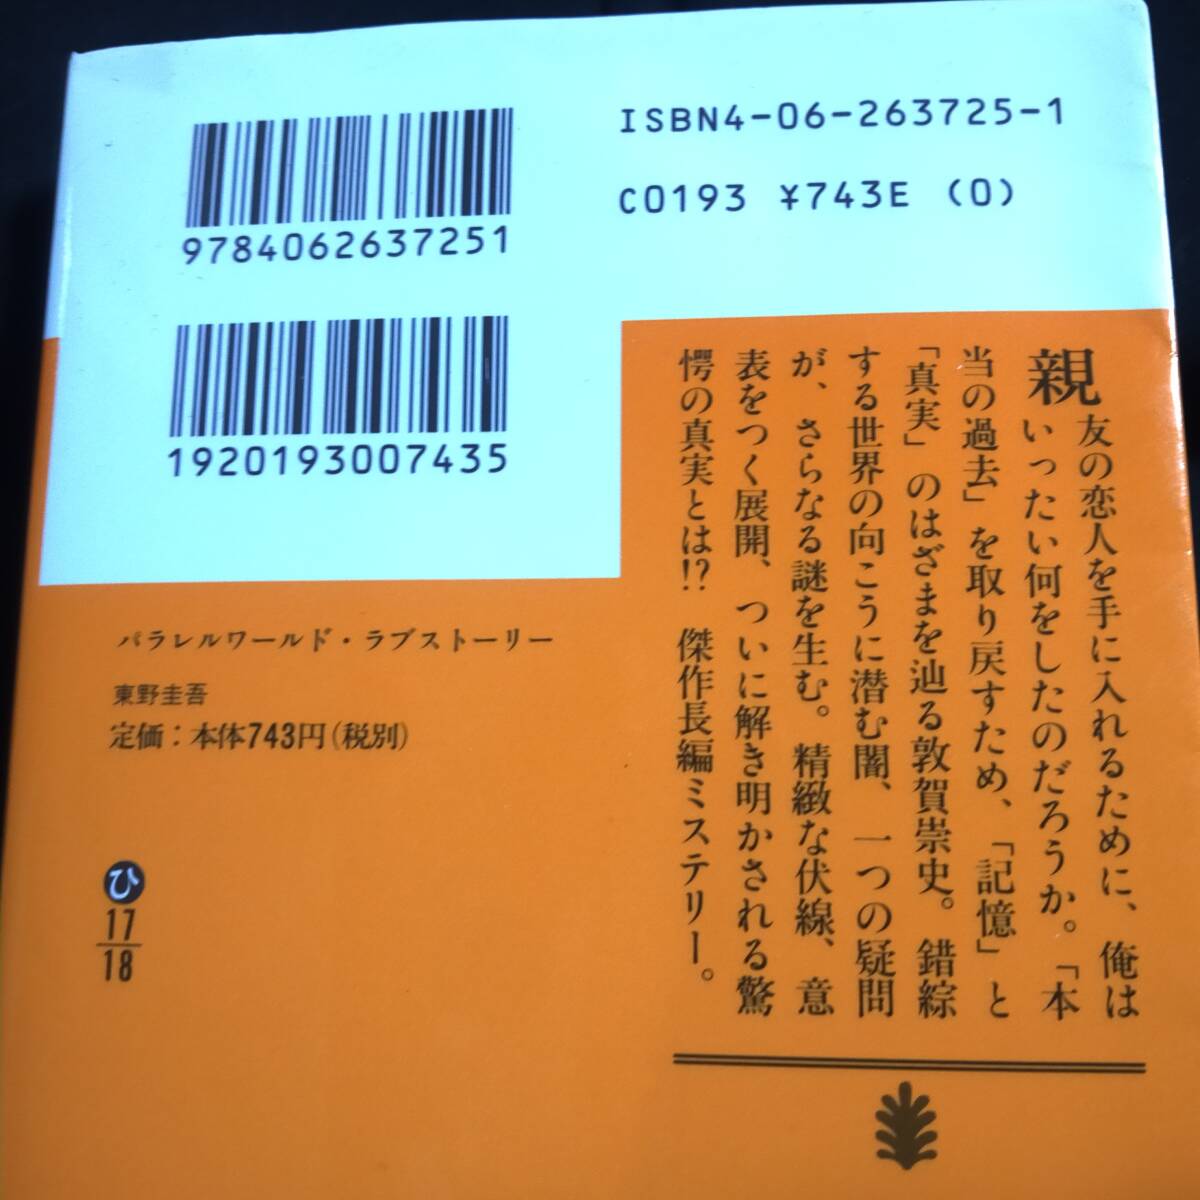 9784062637251
ISBN4-06-263725-1
C0193 ¥743E (0)
1920193007435
親友の恋人を手に入れるために、俺は
いったい何をしたのだろうか。「本
当の過去」を取り戻すため、「記憶」と
「真実」のはざまを辿る敦賀崇史。錯綜
する世界の向こうに潜む闇、一つの疑問
が、さらなる謎を生む。精緻な伏線、意
表をつく展開、ついに解き明かされる驚
愕の真実とは!? 傑作長編ミステリー。
パラレルワールド・ラブストーリー
東野圭吾
定価：本体743円（税別）
ひ
17
18